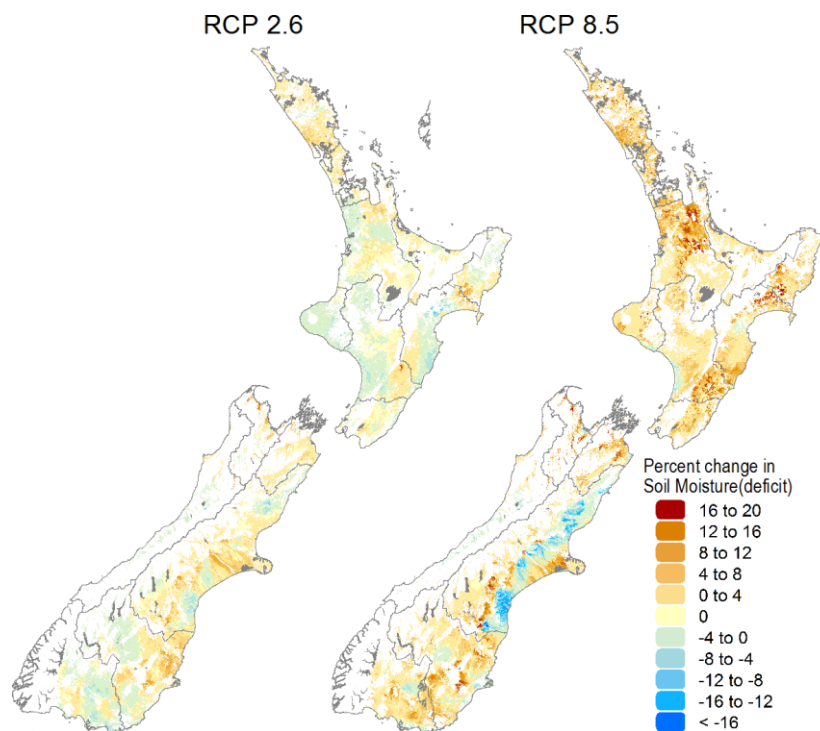 RCP 2.6
RCP 8.5
Percent change in
Soil Moisture(deficit)
16 to 20
12 to 16
8 to 12
4 to 8
0 to 4
0
-4 to 0
-8 to -4
-12 to -8
-16 to -12
< -16